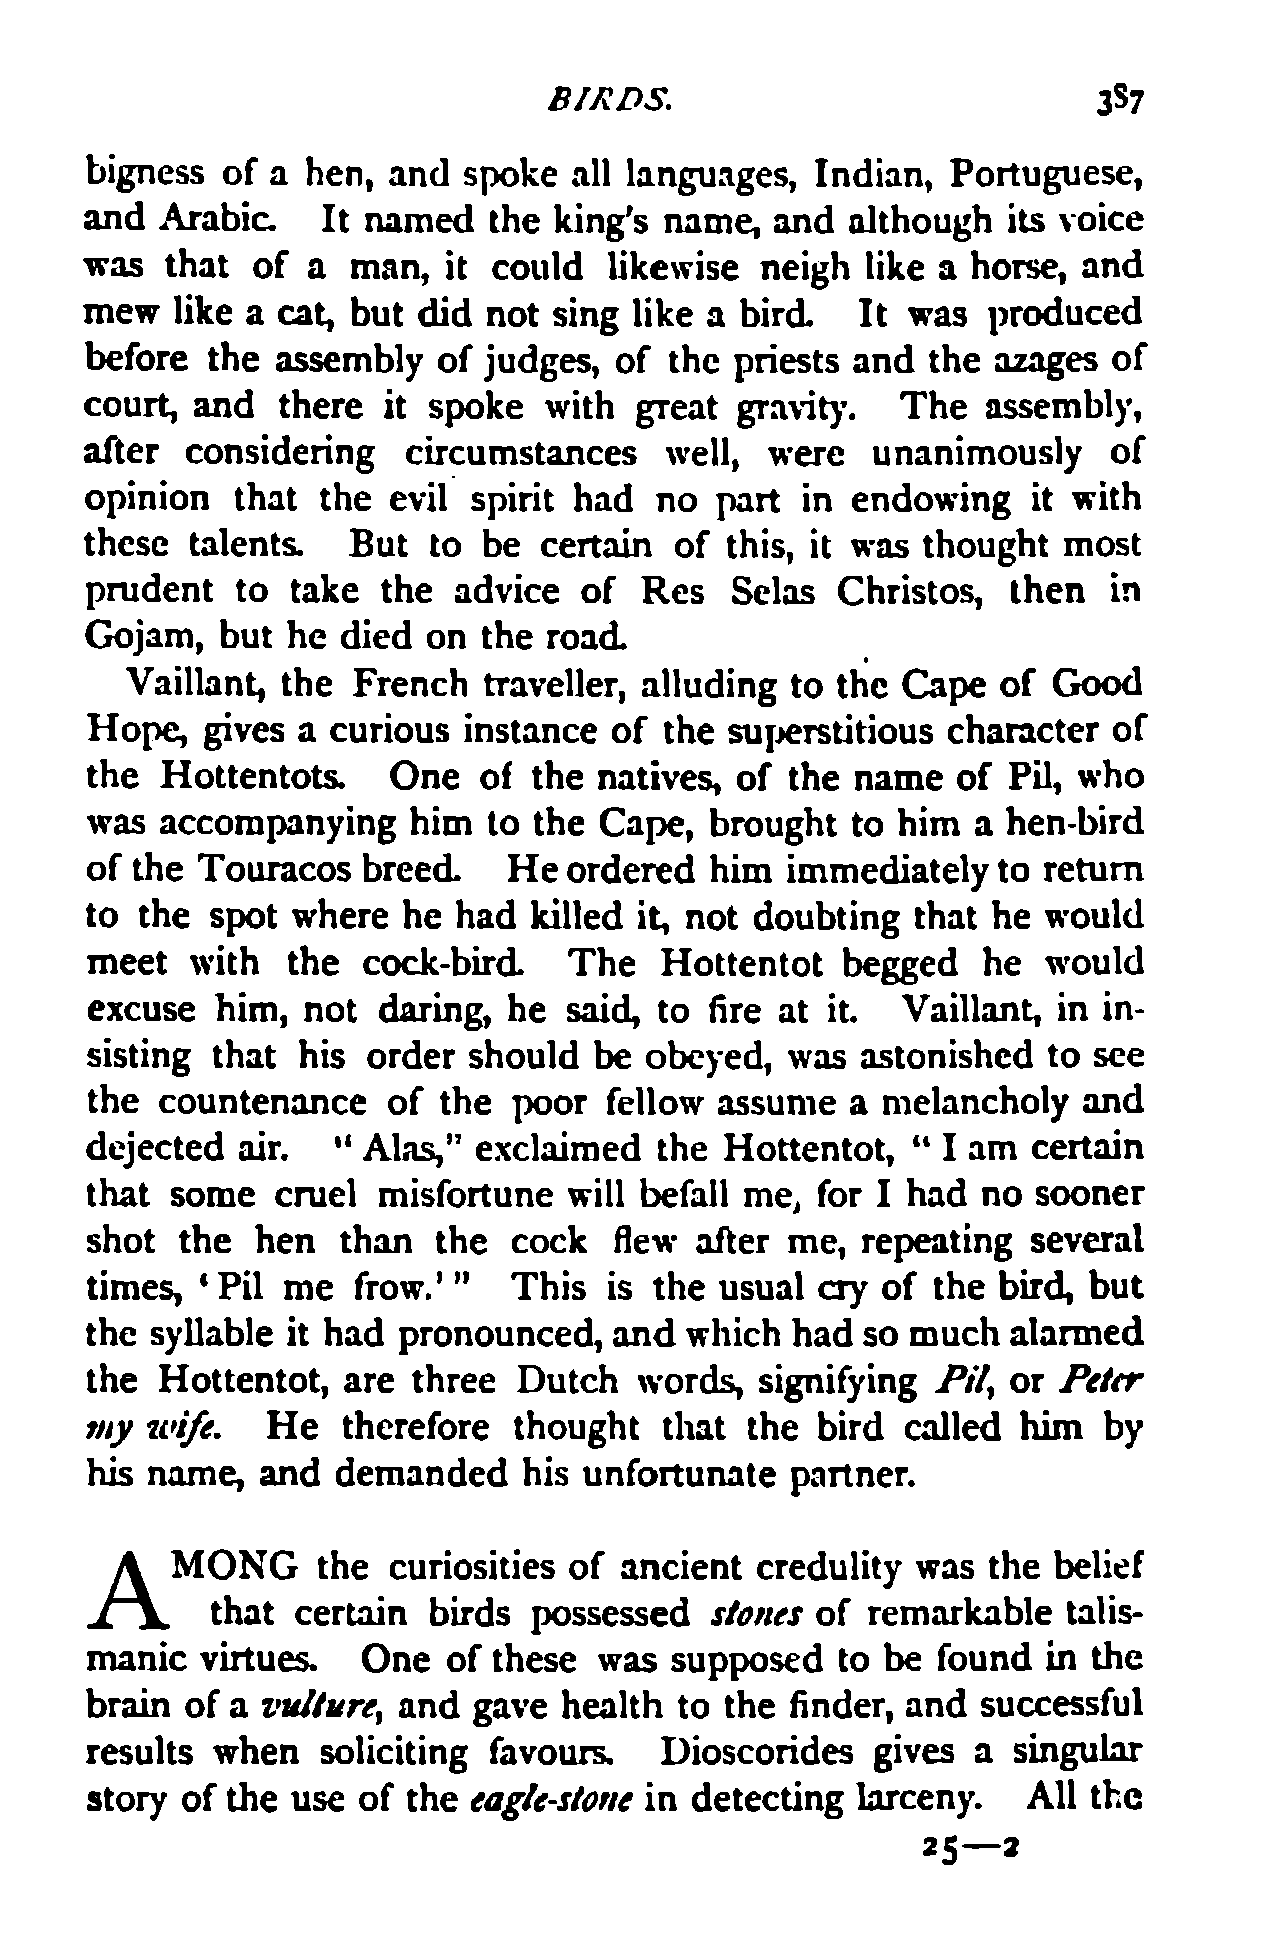 BIRDS. 387
bigness of a hen, and spoke all languages, Indian, Portuguese,
and Arabic. It named the king's name, and although its voice
was that of a man, it could likewise neigh like a horse, and
mew like a cat, but did not sing like a bird. It was produced
before the assembly of judges, of the priests and the azages of
court, and there it spoke with great gravity. The assembly,
after considering circumstances well, were unanimously of
opinion that the evil spirit had no part in endowing it with
these talents. But to be certain of this, it was thought most
prudent to take the advice of Res Selas Christos, then in
Gojam, but he died on the road.
Vaillant, the French traveller, alluding to the Cape of Good
Hope, gives a curious instance of the superstitious character of
the Hottentots. One of the natives, of the name of Pil, who
was accompanying him to the Cape, brought to him a hen-bird
of the Touracos breed. He ordered him immediately to return
to the spot where he had killed it, not doubting that he would
meet with the cock-bird. The Hottentot begged he would
excuse him, not daring, he said, to fire at it. Vaillant, in in-
sisting that his order should be obeyed, was astonished to see
the countenance of the poor fellow assume a melancholy and
dejected air. "Alas," exclaimed the Hottentot, "I am certain
that some cruel misfortune will befall me, for I had no sooner
shot the hen than the cock flew after me, repeating several
times, 'Pil me frow.'" This is the usual cry of the bird, but
the syllable it had pronounced, and which had so much alarmed
the Hottentot, are three Dutch words, signifying Pil, or Peter
my wife. He therefore thought that the bird called him by
his name, and demanded his unfortunate partner.
AMONG the curiosities of ancient credulity was the belief
that certain birds possessed stones of remarkable talis-
manic virtues. One of these was supposed to be found in the
brain of a vulture, and gave health to the finder, and successful
results when soliciting favours. Dioscorides gives a singular
story of the use of the eagle-stone in detecting larceny. All the
25—2